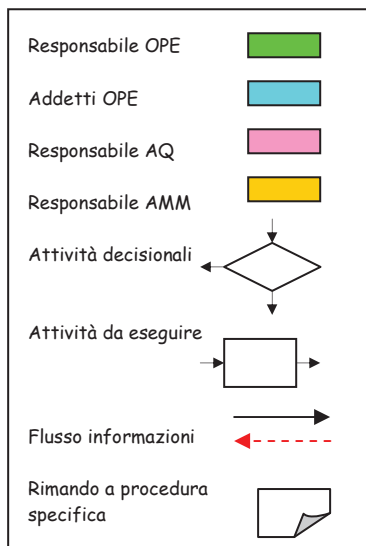 Responsabile OPE
Addetti OPE
Responsabile AQ
Responsabile AMM
Attività decisionali
Attività da eseguire
Flusso informazioni
Rimando a procedura
specifica